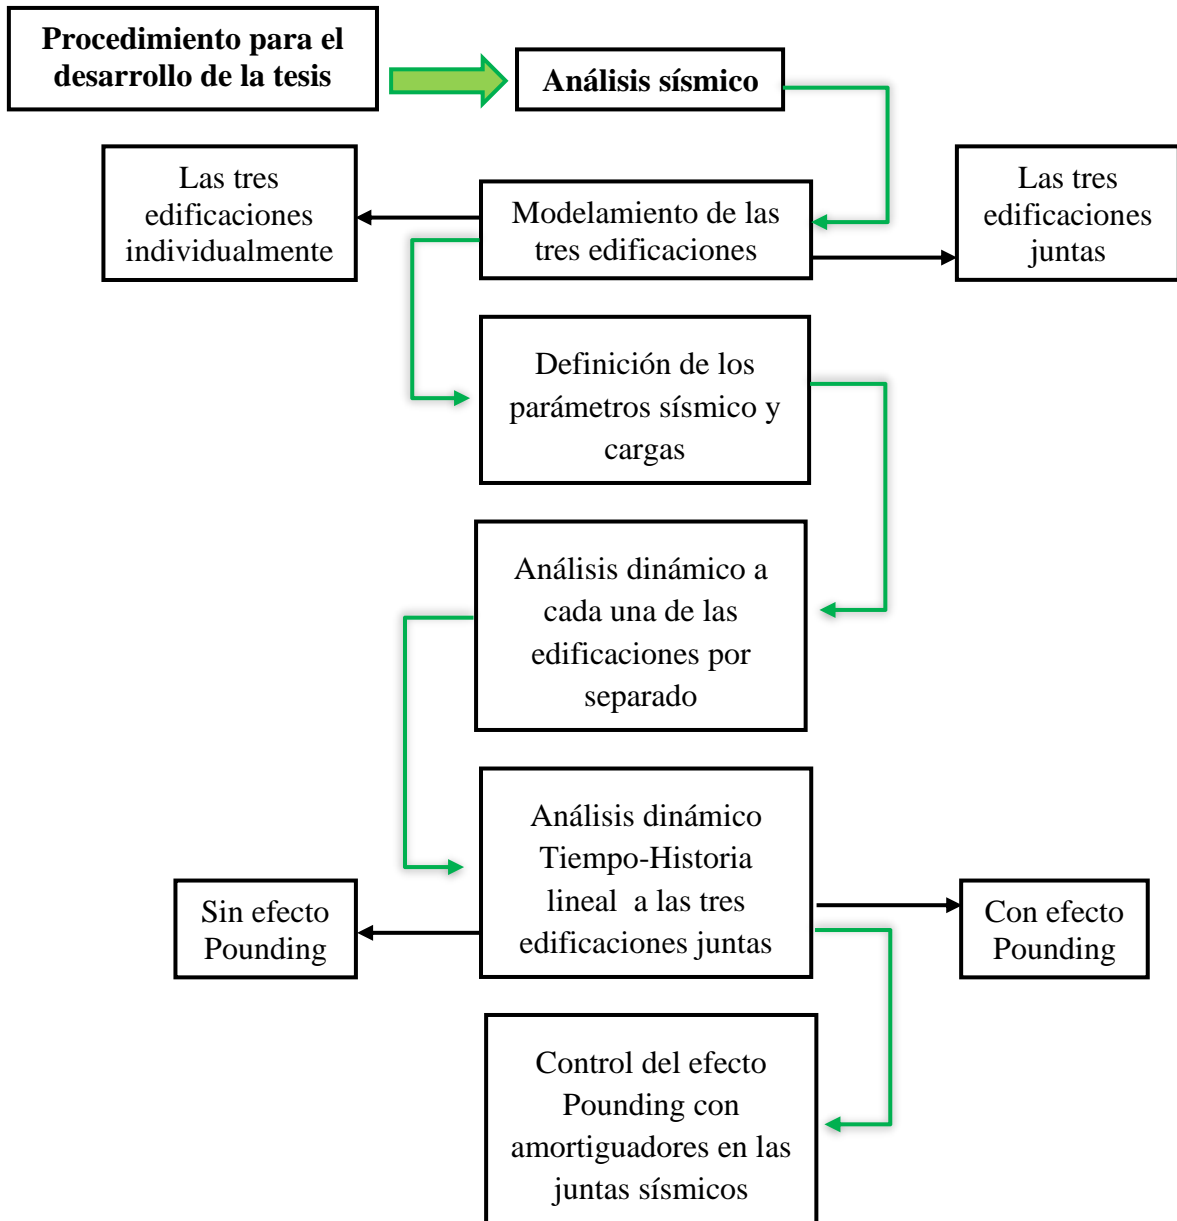 Procedimiento para el
desarrollo de la tesis
Análisis sísmico
Las tres
edificaciones
individualmente
Modelamiento de las
tres edificaciones
Las tres
edificaciones
juntas
Definición de los
parámetros sísmico y
cargas
Análisis dinámico a
cada una de las
edificaciones por
separado
Análisis dinámico
Tiempo-Historia
lineal a las tres
edificaciones juntas
Sin efecto
Pounding
Con efecto
Pounding
Control del efecto
Pounding con
amortiguadores en las
juntas sísmicos